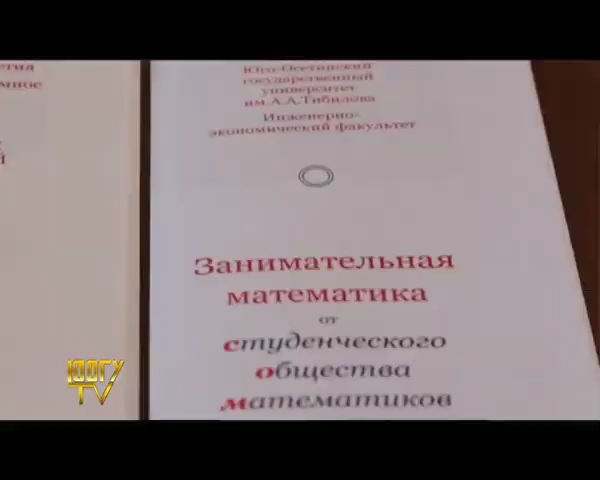 Юго-Осетинский
государственный
университет
им.А.А.Тибилова
Инженерно-
экономический факультет
Занимательная
математика
от
студенческого
общества
математиков
ЮОГУ
TV